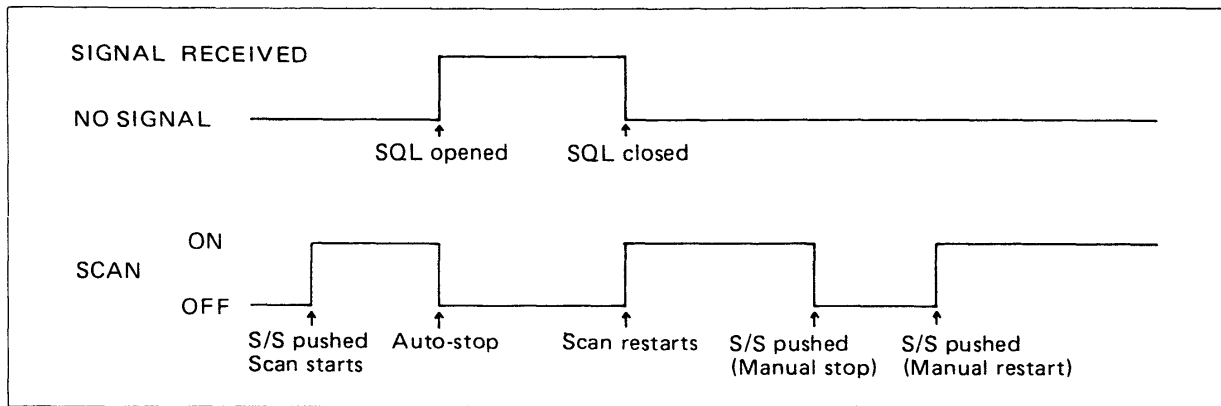 SIGNAL RECEIVED
NO SIGNAL
SQL opened
SQL closed
ON
SCAN
OFF
S/S pushed
Scan starts
Auto-stop
Scan restarts
S/S pushed
(Manual stop)
S/S pushed
(Manual restart)